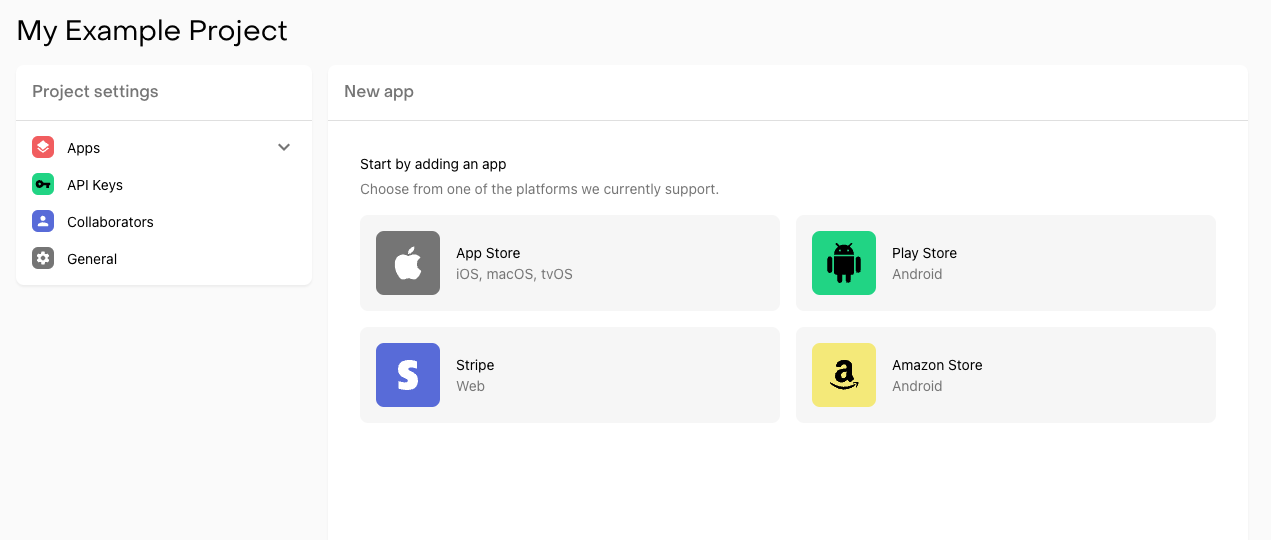 My Example Project
Project settings
Apps
API Keys
Collaborators
General
New app
Start by adding an app
Choose from one of the platforms we currently support.
App Store
iOS, macOS, tvOS
Play Store
Android
Stripe
Web
Amazon Store
Android